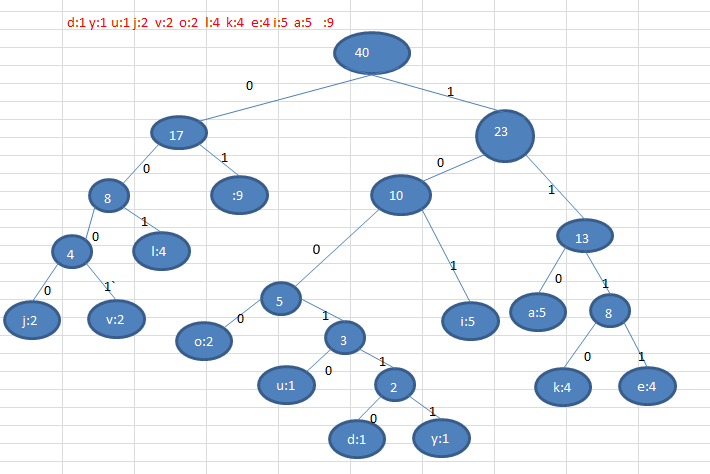 d:1 y:1 u:1 j:2 v:2 o:2 l:4 k:4 e:4 i:5 a:5 :9
40
0 1
17 23
0 1 0 1
8 :9 10 13
0 1 0 1 0 1
4 l:4 5 i:5 a:5 8
0 1` 0 1 0 1
j:2 v:2 o:2 3 k:4 e:4
0 1
u:1 2
0 1
d:1 y:1